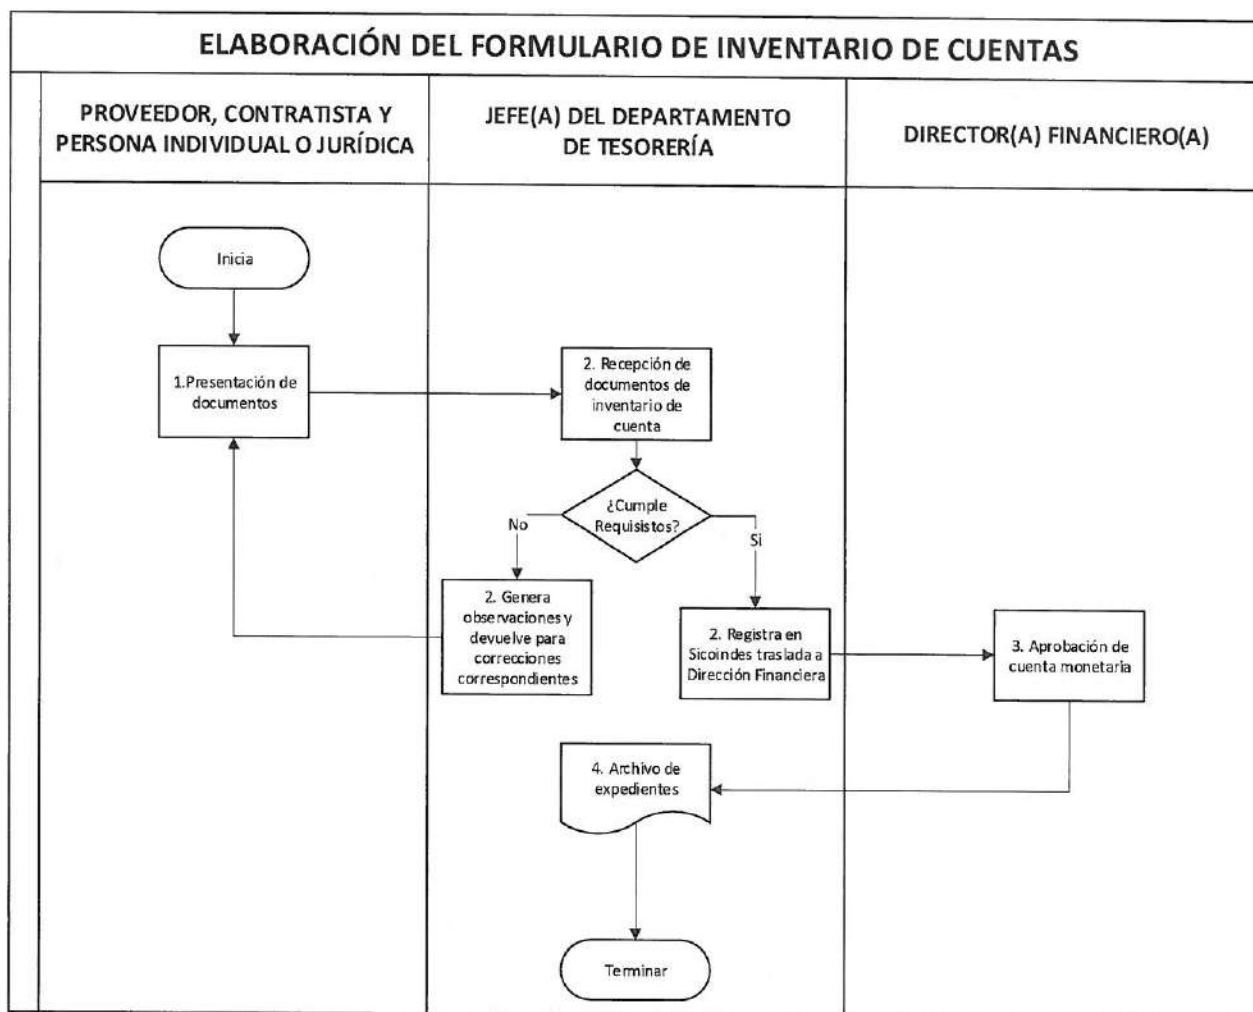 ELABORACIÓN DEL FORMULARIO DE INVENTARIO DE CUENTAS
PROVEEDOR, CONTRATISTA Y
PERSONA INDIVIDUAL O JURÍDICA
JEFE(A) DEL DEPARTAMENTO
DE TESORERÍA
DIRECTOR(A) FINANCIERO(A)
Inicia
1.Presentación de
documentos
2. Recepción de
documentos de
inventario de
cuenta
¿Cumple
Requisistos?
No
Si
2. Genera
observaciones y
devuelve para
correcciones
correspondientes
2. Registra en
Sicoindes traslada a
Dirección Financiera
3. Aprobación de
cuenta monetaria
4. Archivo de
expedientes
Terminar